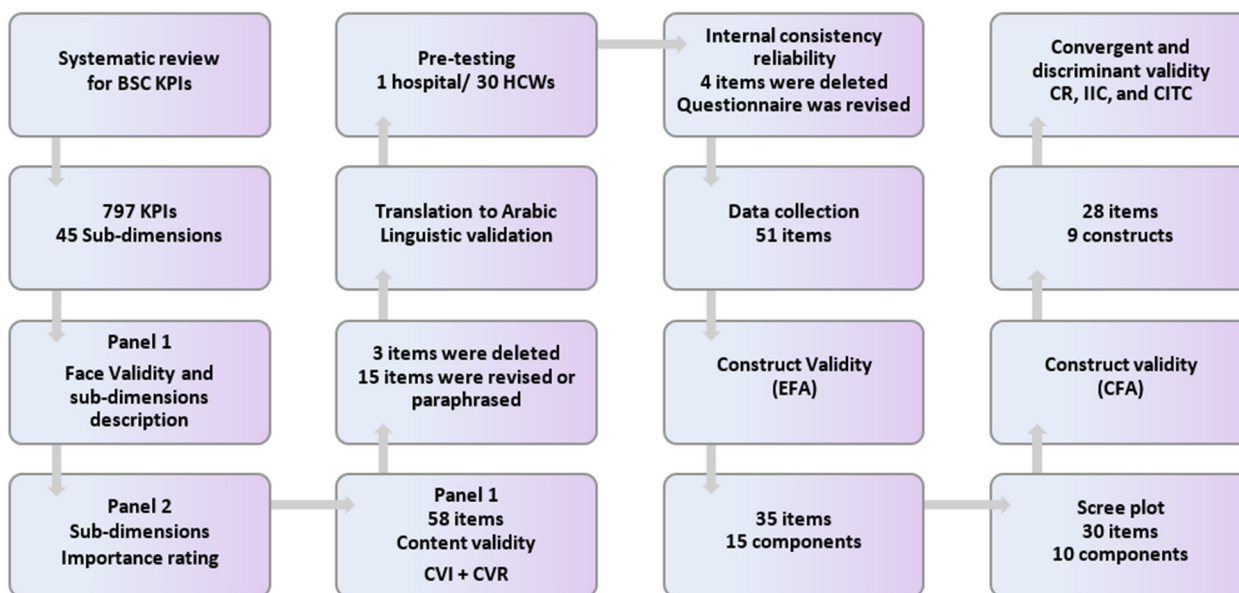 Systematic review
for BSC KPIs
797 KPIs
45 Sub-dimensions
Panel 1
Face Validity and
sub-dimensions
description
Panel 2
Sub-dimensions
Importance rating
Panel 1
58 items
Content validity
CVI + CVR
3 items were deleted
15 items were revised or
paraphrased
Translation to Arabic
Linguistic validation
Pre-testing
1 hospital/ 30 HCWs
Internal consistency
reliability
4 items were deleted
Questionnaire was revised
Data collection
51 items
Construct Validity
(EFA)
35 items
15 components
Scree plot
30 items
10 components
Construct validity
(CFA)
28 items
9 constructs
Convergent and
discriminant validity
CR, IIC, and CITC